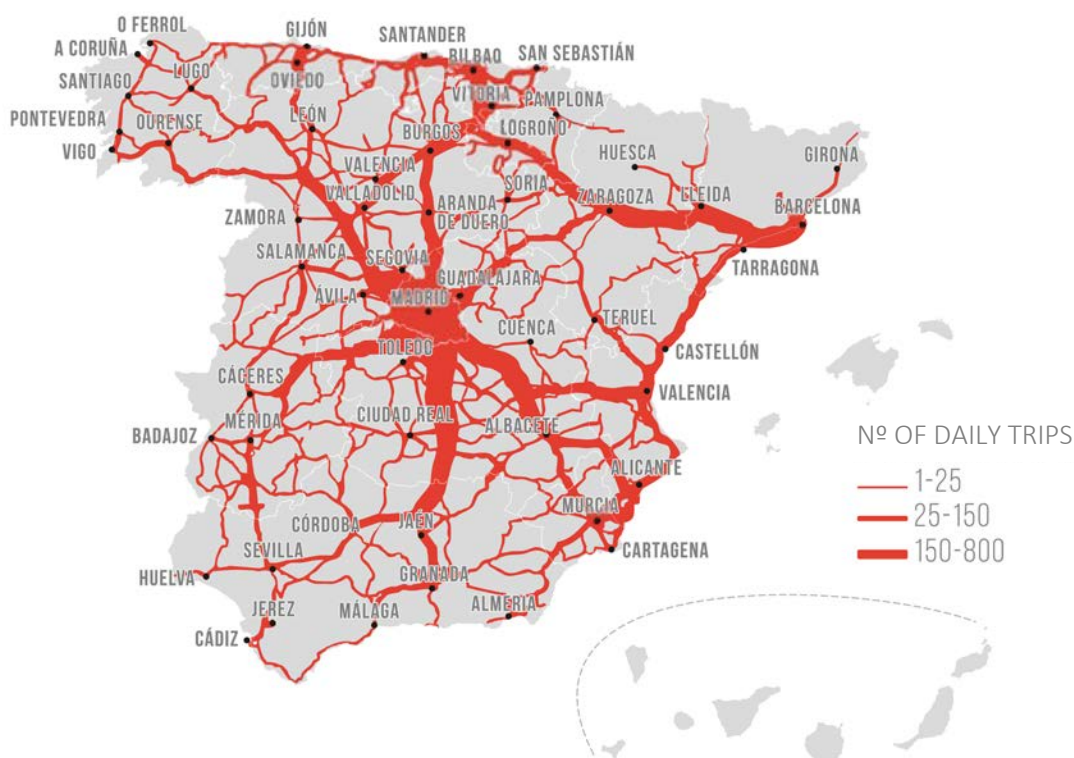 O FERROL
GIJÓN
SANTANDER
A CORUÑA
BILBAO
SAN SEBASTIÁN
SANTIAGO
LUGO
OVIEDO
VITORIA
PAMPLONA
PONTEVEDRA
OURENSE
LEÓN
BURGOS
LOGROÑO
VIGO
HUESCA
GIRONA
VALENCIA
VALLADOLID
SORIA
ZARAGOZA
LLEIDA
BARCELONA
ZAMORA
ARANDA
DE DUERO
SALAMANCA
SEGOVIA
TARRAGONA
GUADALAJARA
ÁVILA
MADRID
TERUEL
CUENCA
TOLEDO
CASTELLÓN
CÁCERES
VALENCIA
BADAJOZ
MÉRIDA
CIUDAD REAL
ALBACETE
ALICANTE
MURCIA
CÓRDOBA
JAÉN
CARTAGENA
SEVILLA
HUELVA
GRANADA
JEREZ
MÁLAGA
ALMERÍA
CÁDIZ
Nº OF DAILY TRIPS
1-25
25-150
150-800